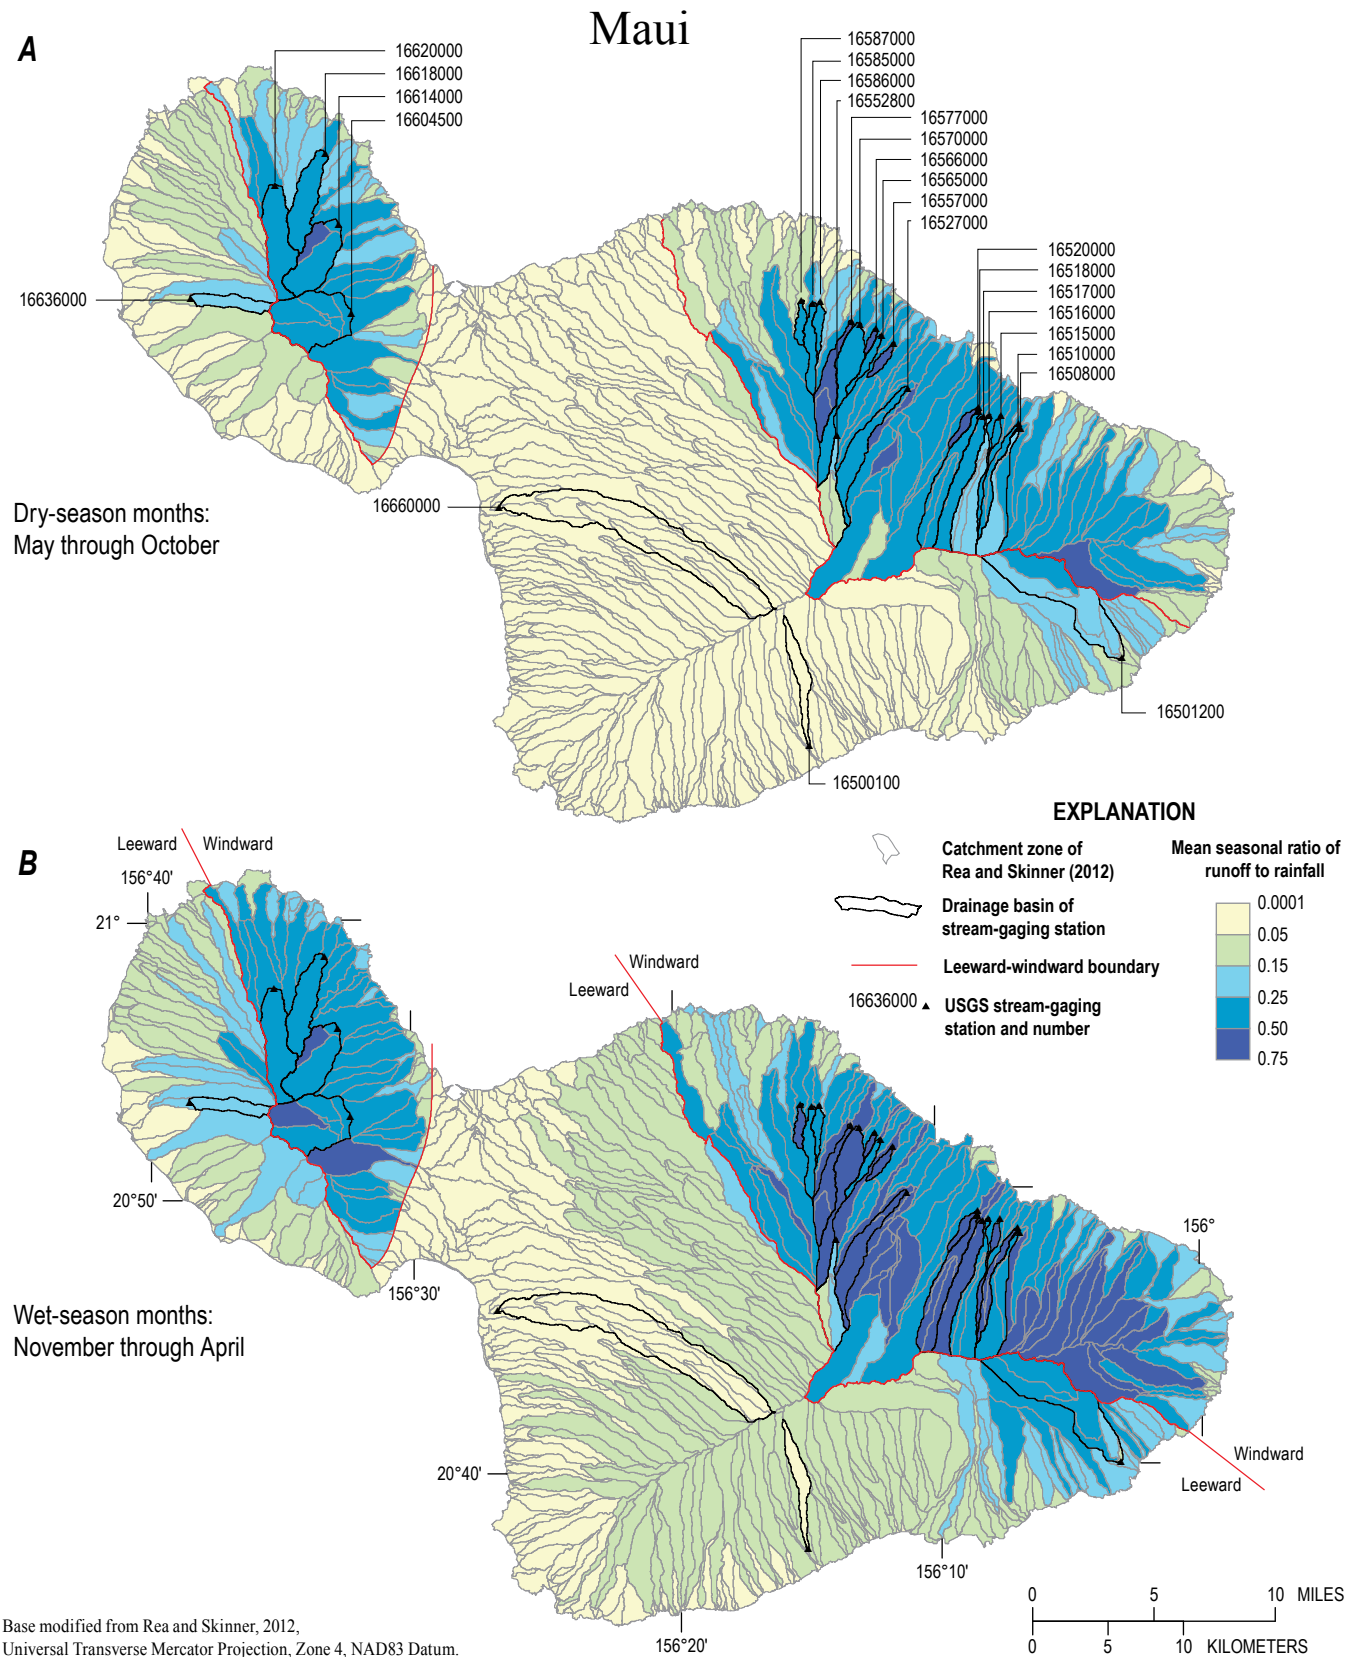 Maui
A
16620000
16618000
16614000
16604500
16587000
16585000
16586000
16552800
16577000
16570000
16566000
16565000
16557000
16527000
16520000
16518000
16517000
16516000
16515000
16510000
16508000
16636000
16660000
Dry-season months:
May through October
16501200
16500100
EXPLANATION
Catchment zone of
Rea and Skinner (2012)
Drainage basin of
stream-gaging station
Leeward-windward boundary
16636000
USGS stream-gaging
station and number
Mean seasonal ratio of
runoff to rainfall
0.0001
0.05
0.15
0.25
0.50
0.75
B
Leeward
Windward
156°40'
21°
Windward
Leeward
20°50'
156°30'
156°
Wet-season months:
November through April
20°40'
Windward
Leeward
156°10'
156°20'
0 5 10 MILES
0 5 10 KILOMETERS
Base modified from Rea and Skinner, 2012,
Universal Transverse Mercator Projection, Zone 4, NAD83 Datum.